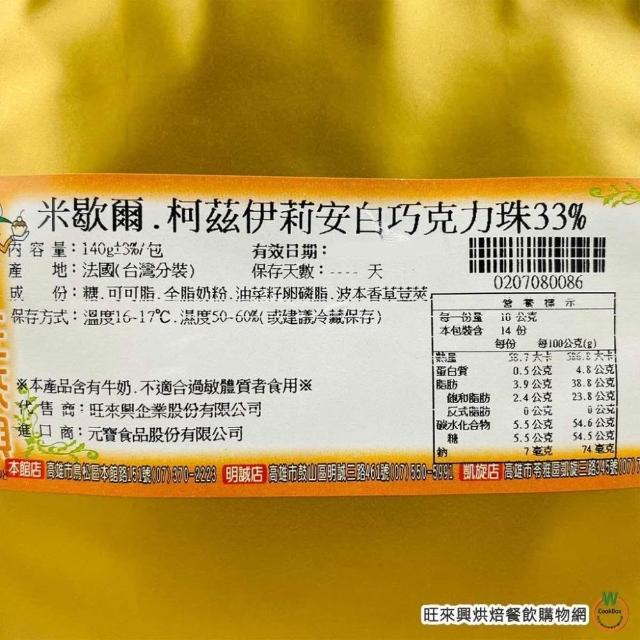 米歇爾.柯茲伊莉安白巧克力珠33%
內容量：140g±3%/包 有效日期：
產 地：法國(台灣分裝) 保存天數：---- 天
0207080086
成 份：糖.可可脂.全脂奶粉.油菜籽卵磷脂.波本香草豆莢
保存方式：溫度16-17℃.濕度50-60%(或建議冷藏保存)
※本產品含有牛奶.不適合過敏體質者食用※
代 售 商：旺來興企業股份有限公司
進 口 商：元寶食品股份有限公司
營 養 標 示
每一份量 10 公克
本包裝含 14 份
每份 每100公克(g)
熱量 58.7 大卡 586.8 大卡
蛋白質 0.5 公克 4.8 公克
脂肪 3.9 公克 38.8 公克
飽和脂肪 2.4 公克 23.8 公克
反式脂肪 0 公克 0 公克
碳水化合物 5.5 公克 54.6 公克
糖 5.5 公克 54.5 公克
鈉 7 毫克 74 毫克
本館店 高雄市鳥松區本館路151號(07)370-2223 明誠店 高雄市鼓山區明誠三路461號(07)550-5991 凱旋店 高雄市苓雅區凱旋三路345號(07)
W
CookBox
旺來興烘焙餐飲購物網